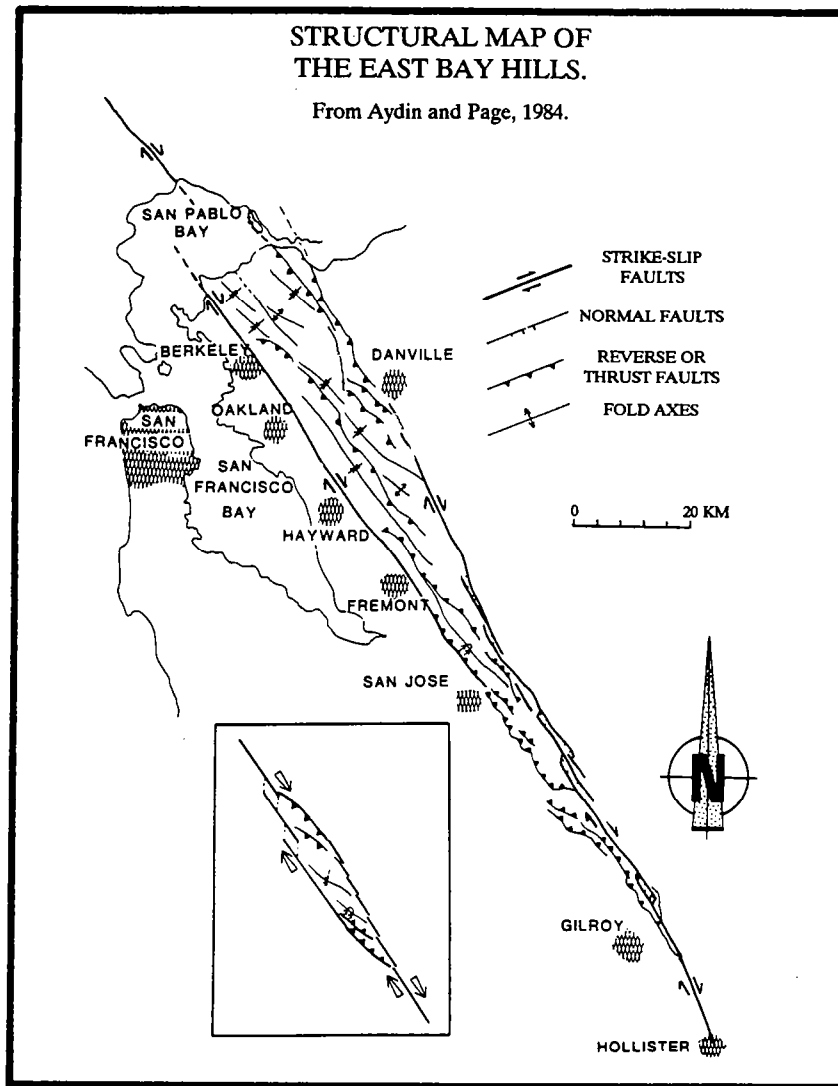 STRUCTURAL MAP OF
THE EAST BAY HILLS.
From Aydin and Page, 1984.
SAN PABLO
BAY
STRIKE-SLIP
FAULTS
NORMAL FAULTS
REVERSE OR
THRUST FAULTS
FOLD AXES
BERKELEY
DANVILLE
OAKLAND
SAN
FRANCISCO
SAN
FRANCISCO
BAY
0 20 KM
HAYWARD
FREMONT
SAN JOSE
N
GILROY
HOLLISTER